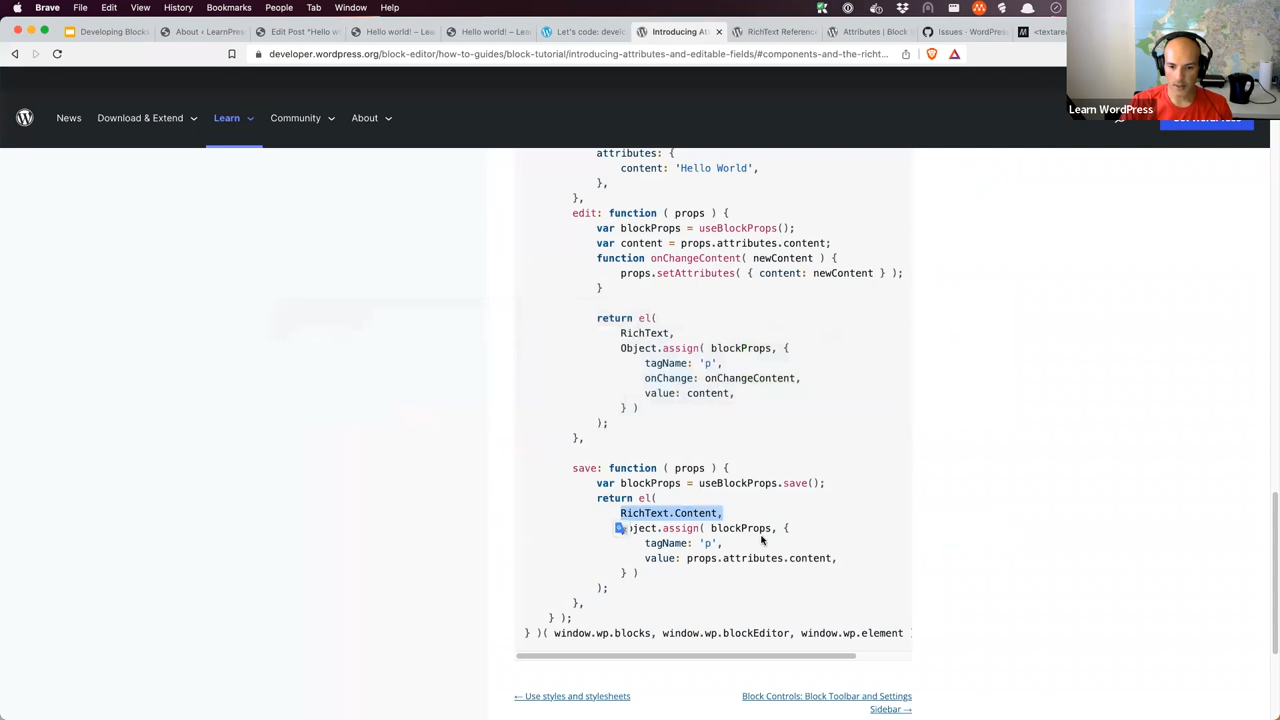 Brave File Edit View History Bookmarks People Tab Window Help
Developing Blocks
About ‹ LearnPress
Edit Post "Hello w
Hello world! – Lea
Hello world! – Lea
Let's code: develo
Introducing At
RichText Reference
Attributes | Block
Issues · WordPres
<textare
developer.wordpress.org/block-editor/how-to-guides/block-tutorial/introducing-attributes-and-editable-fields/#components-and-the-richt...
Learn WordPress
News Download & Extend Learn Community About
attributes: {
content: 'Hello World',
},
},
edit: function ( props ) {
var blockProps = useBlockProps();
var content = props.attributes.content;
function onChangeContent( newContent ) {
props.setAttributes( { content: newContent } );
}
return el(
RichText,
Object.assign( blockProps, {
tagName: 'p',
onChange: onChangeContent,
value: content,
} )
);
},
save: function ( props ) {
var blockProps = useBlockProps.save();
return el(
RichText.Content,
bject.assign( blockProps, {
tagName: 'p',
value: props.attributes.content,
} )
);
},
} );
} )( window.wp.blocks, window.wp.blockEditor, window.wp.element
← Use styles and stylesheets
Block Controls: Block Toolbar and Settings
Sidebar →